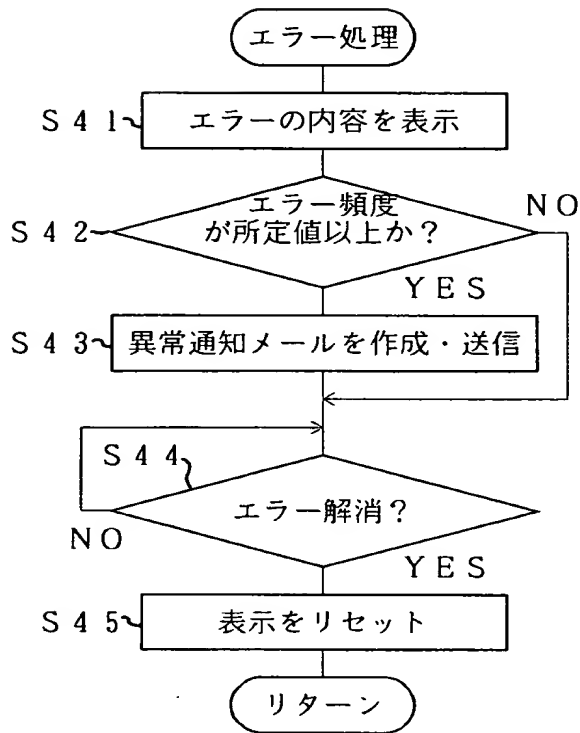 エラー処理
S41
エラーの内容を表示
エラー頻度
が所定値以上か?
S42
NO
YES
S43
異常通知メールを作成・送信
S44
エラー解消?
NO
YES
S45
表示をリセット
リターン